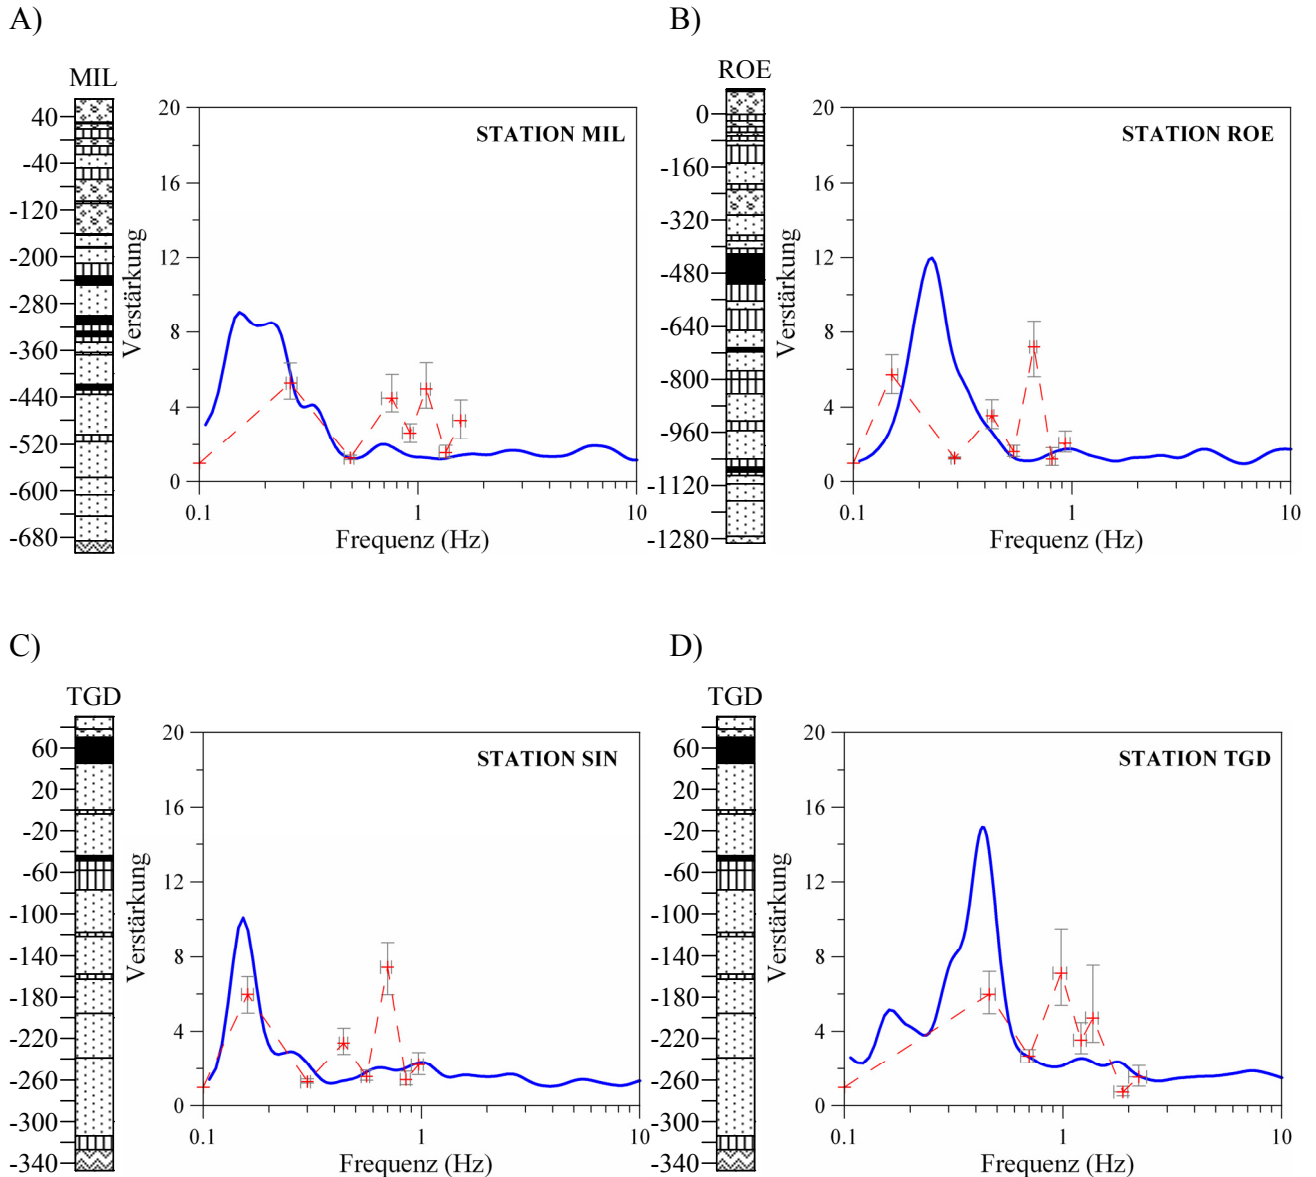 A)
MIL
40
-40
-120
-200
-280
-360
-440
-520
-600
-680
Verstärkung
20
16
12
8
4
0
STATION MIL
0.1 1 10
Frequenz (Hz)
B)
ROE
0
-160
-320
-480
-640
-800
-960
-1120
-1280
Verstärkung
20
16
12
8
4
0
STATION ROE
0.1 1 10
Frequenz (Hz)
C)
TGD
60
20
-20
-60
-100
-140
-180
-220
-260
-300
-340
Verstärkung
20
16
12
8
4
0
STATION SIN
0.1 1 10
Frequenz (Hz)
D)
TGD
60
20
-20
-60
-100
-140
-180
-220
-260
-300
-340
Verstärkung
20
16
12
8
4
0
STATION TGD
0.1 1 10
Frequenz (Hz)